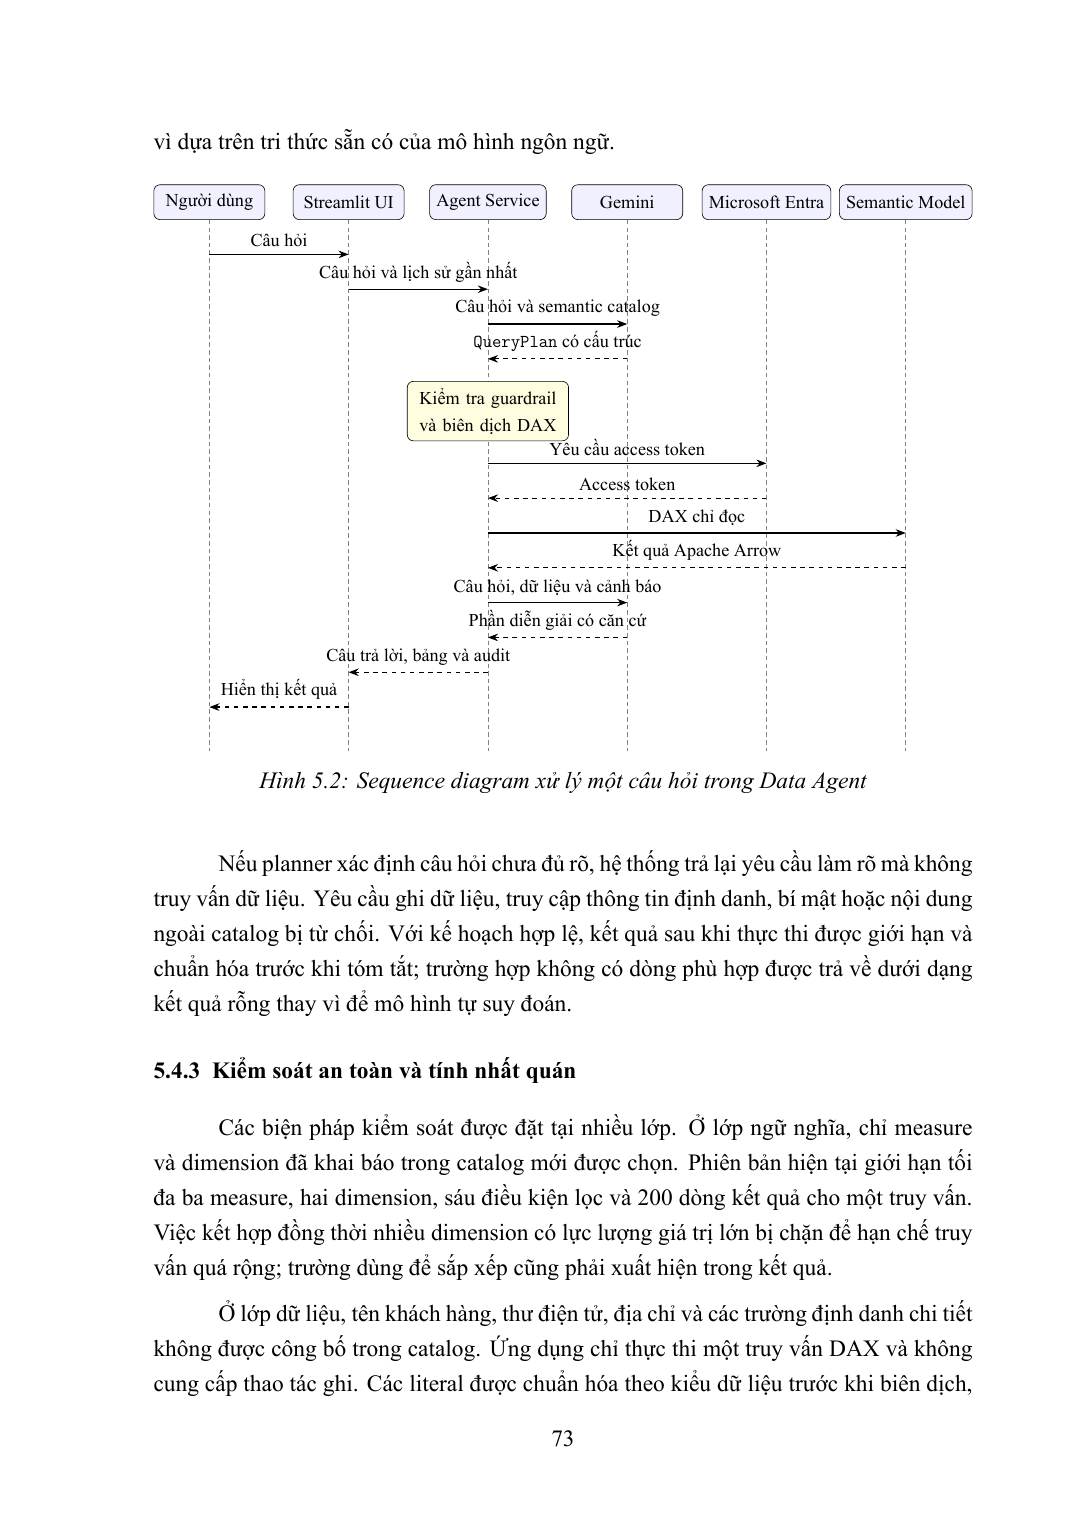 vì dựa trên tri thức sẵn có của mô hình ngôn ngữ.
Người dùng
Streamlit UI
Agent Service
Gemini
Microsoft Entra
Semantic Model
Câu hỏi
Câu hỏi và lịch sử gần nhất
Câu hỏi và semantic catalog
QueryPlan có cấu trúc
Kiểm tra guardrail
và biên dịch DAX
Yêu cầu access token
Access token
DAX chỉ đọc
Kết quả Apache Arrow
Câu hỏi, dữ liệu và cảnh báo
Phần diễn giải có căn cứ
Câu trả lời, bảng và audit
Hiển thị kết quả
Hình 5.2: Sequence diagram xử lý một câu hỏi trong Data Agent
Nếu planner xác định câu hỏi chưa đủ rõ, hệ thống trả lại yêu cầu làm rõ mà không
truy vấn dữ liệu. Yêu cầu ghi dữ liệu, truy cập thông tin định danh, bí mật hoặc nội dung
ngoài catalog bị từ chối. Với kế hoạch hợp lệ, kết quả sau khi thực thi được giới hạn và
chuẩn hóa trước khi tóm tắt; trường hợp không có dòng phù hợp được trả về dưới dạng
kết quả rỗng thay vì để mô hình tự suy đoán.
5.4.3 Kiểm soát an toàn và tính nhất quán
Các biện pháp kiểm soát được đặt tại nhiều lớp. Ở lớp ngữ nghĩa, chỉ measure
và dimension đã khai báo trong catalog mới được chọn. Phiên bản hiện tại giới hạn tối
đa ba measure, hai dimension, sáu điều kiện lọc và 200 dòng kết quả cho một truy vấn.
Việc kết hợp đồng thời nhiều dimension có lực lượng giá trị lớn bị chặn để hạn chế truy
vấn quá rộng; trường dùng để sắp xếp cũng phải xuất hiện trong kết quả.
Ở lớp dữ liệu, tên khách hàng, thư điện tử, địa chỉ và các trường định danh chi tiết
không được công bố trong catalog. Ứng dụng chỉ thực thi một truy vấn DAX và không
cung cấp thao tác ghi. Các literal được chuẩn hóa theo kiểu dữ liệu trước khi biên dịch,
73